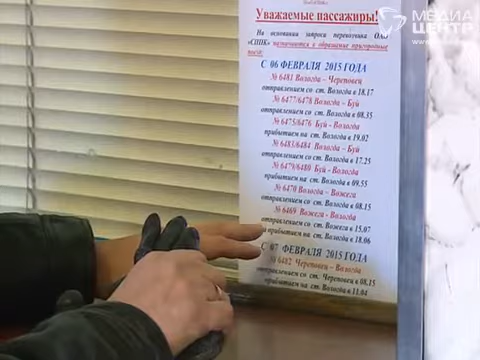 Уважаемые пассажиры!
На основании запроса перевозчика ОАО
«СППК» назначаются в обращение пригородные
поезда:
С 06 ФЕВРАЛЯ 2015 ГОДА
№ 6481 Вологда – Череповец
отправлением со ст. Вологда в 18.17
№ 6477/6478 Вологда – Буй
отправлением со ст. Вологда в 08.35
№ 6475/6476 Буй - Вологда
прибытием на ст. Вологда в 19.02
№ 6483/6484 Вологда – Буй
отправлением со ст. Вологда в 17.25
№ 6479/6480 Буй - Вологда
прибытием на ст. Вологда в 09.55
№ 6470 Вологда – Вожега
отправлением со ст. Вологда в 08.15
№ 6469 Вожега - Вологда
отправлением со ст. Вожега в 15.07
прибытием на ст. Вологда в 18.06
С 07 ФЕВРАЛЯ 2015 ГОДА
№ 6482 Череповец – Вологда
отправлением со ст. Череповец в 08.15
прибытием на ст. Вологда в 11.04
МЕДИА
ЦЕНТР